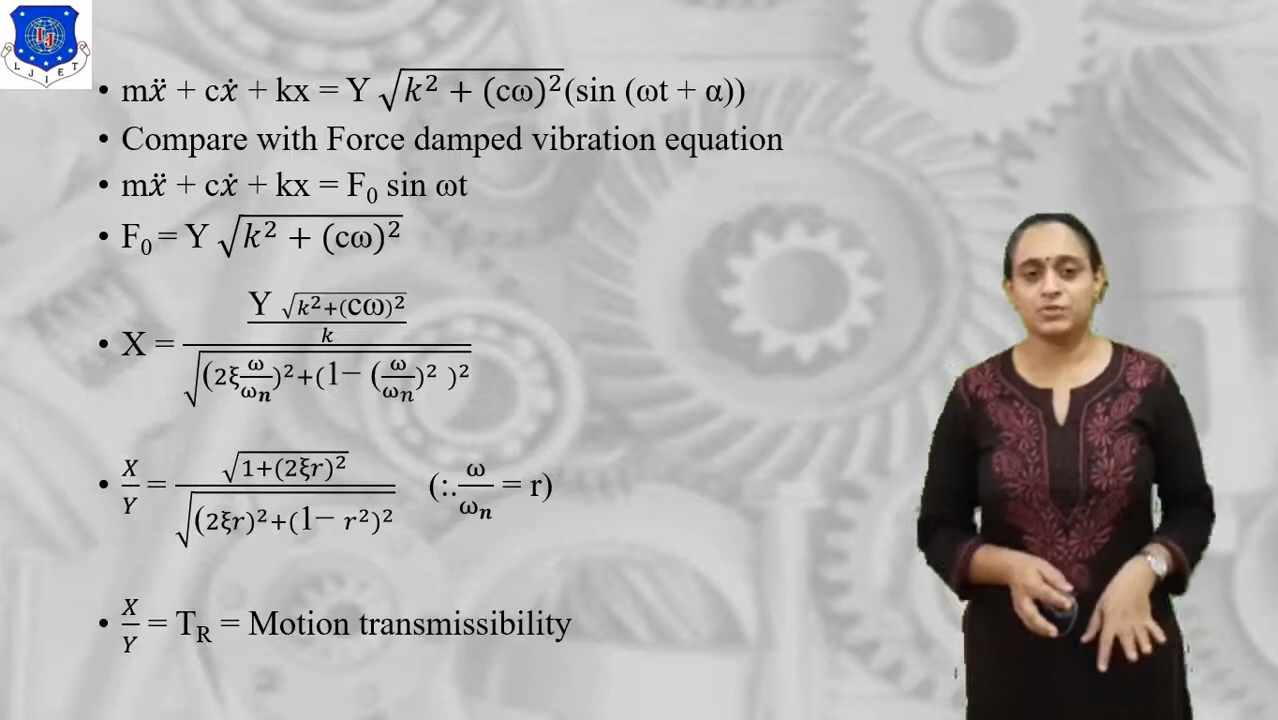 LJIET
• mẍ + cẋ + kx = Y √(k² + (cω)²)(sin (ωt + α))
• Compare with Force damped vibration equation
• mẍ + cẋ + kx = F₀ sin ωt
• F₀ = Y √(k² + (cω)²)
• X = (Y √(k²+(cω)²) / k) / √((2ξ ω/ωₙ)²+(1− (ω/ωₙ)² )²)
• X/Y = √(1+(2ξr)²) / √((2ξr)²+(1− r²)²) (:. ω/ωₙ = r)
• X/Y = T_R = Motion transmissibility